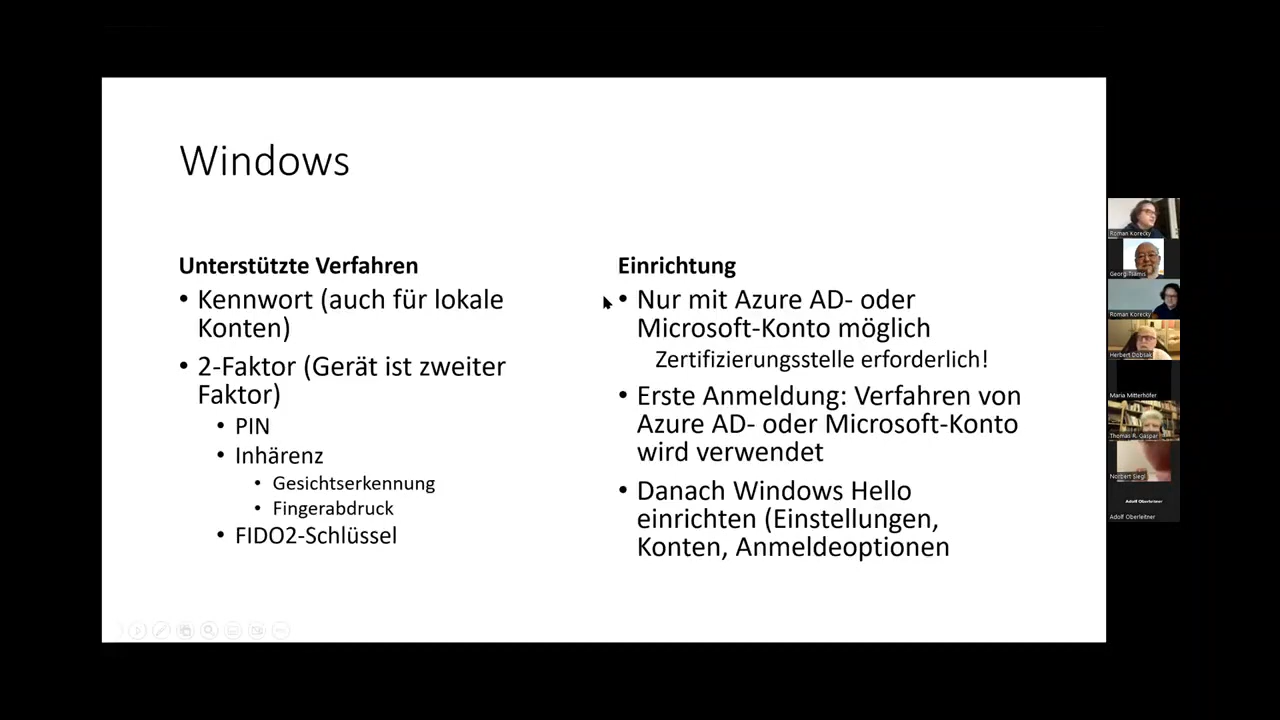 Windows
Unterstützte Verfahren
• Kennwort (auch für lokale
Konten)
• 2-Faktor (Gerät ist zweiter
Faktor)
• PIN
• Inhärenz
• Gesichtserkennung
• Fingerabdruck
• FIDO2-Schlüssel
Einrichtung
• Nur mit Azure AD- oder
Microsoft-Konto möglich
Zertifizierungsstelle erforderlich!
• Erste Anmeldung: Verfahren von
Azure AD- oder Microsoft-Konto
wird verwendet
• Danach Windows Hello
einrichten (Einstellungen,
Konten, Anmeldeoptionen
Roman Korecky
Georg Tsamis
Roman Korecky
Herbert Dobsak
Maria Mitterhöfer
Thomas R. Gaspar
Norbert Siegl
Adolf Oberleitner
Adolf Oberleitner